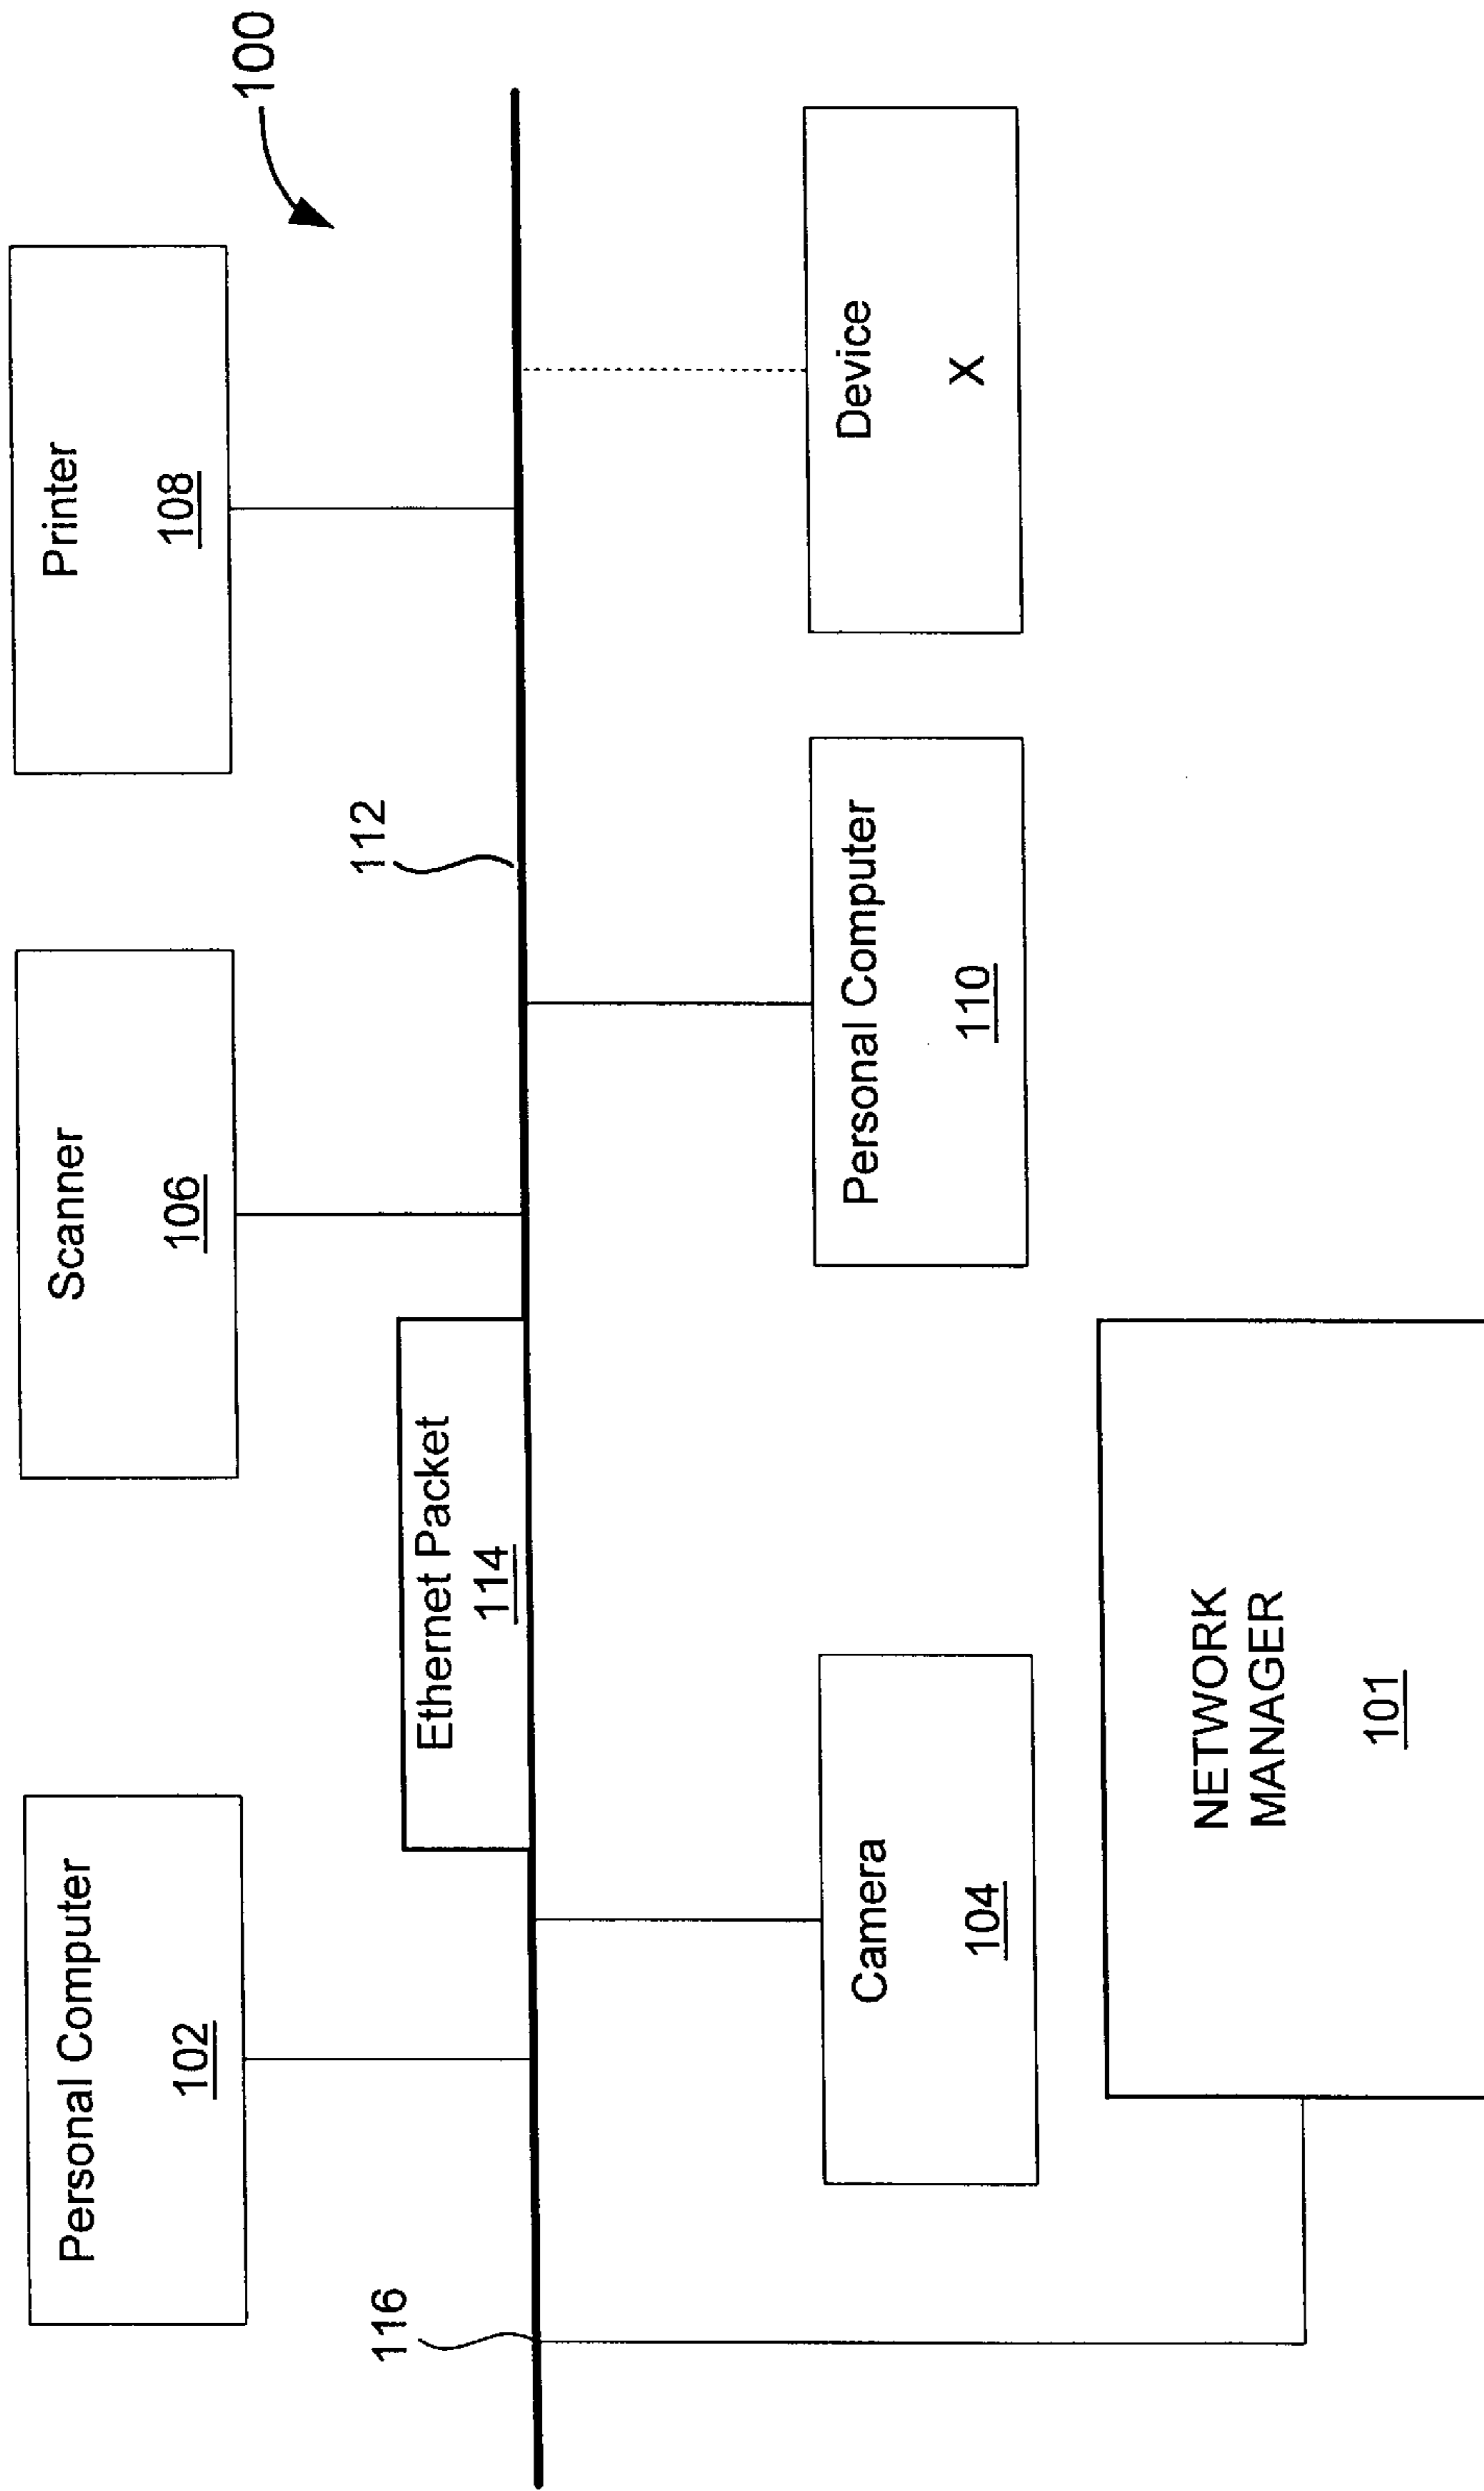 100
Personal Computer
102
Scanner
106
Printer
108
116
Ethernet Packet
114
112
Camera
104
Personal Computer
110
Device
X
NETWORK
MANAGER
101